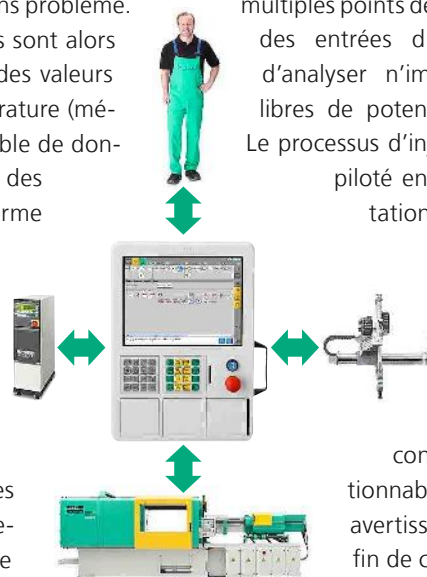 ns problème.
s sont alors
des valeurs
rature (mé-
ble de don-
des
rme
es
e-
e
multiples points de
des entrées d
d'analyser n'im
libres de poten
Le processus d'inj
piloté en
tation
con
tionnab
avertiss
fin de c